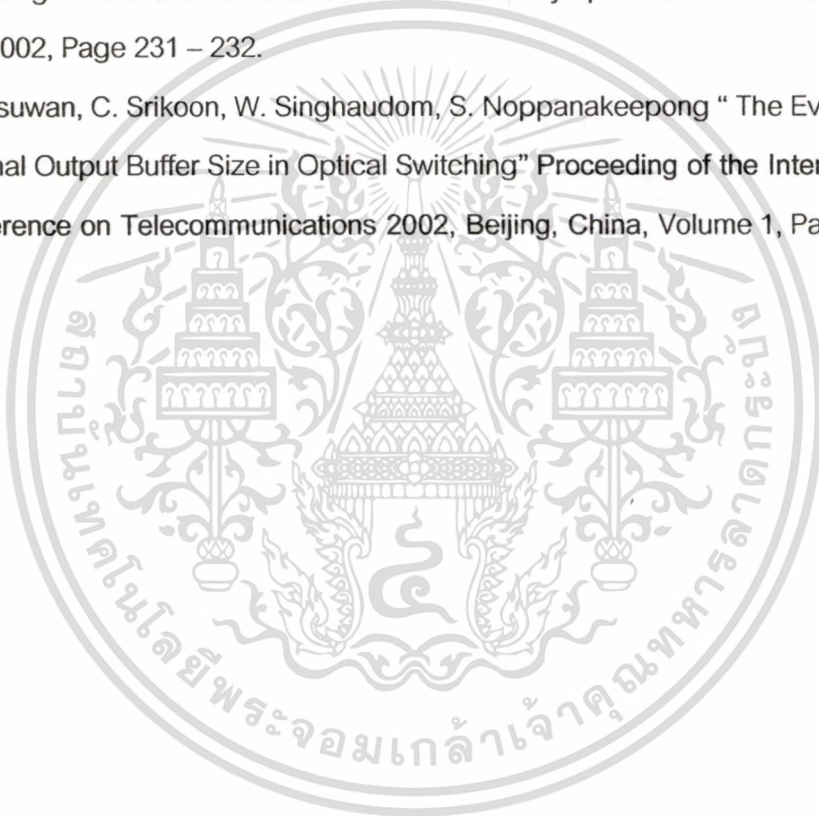 002, Page 231 – 232.
suwan, C. Srikoon, W. Singhaudom, S. Noppanakeepong “ The Ev
nal Output Buffer Size in Optical Switching” Proceeding of the Inter
erence on Telecommunications 2002, Beijing, China, Volume 1, Pa
สถาบันเทคโนโลยีพระจอมเกล้าเจ้าคุณทหารลาดกระบัง
๔